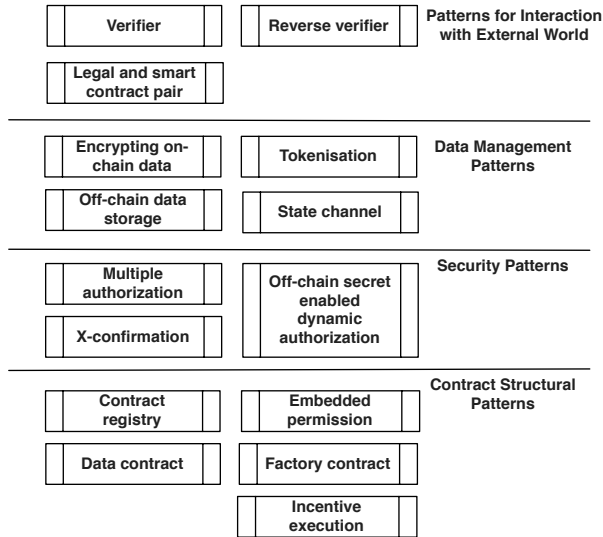 Verifier
Reverse verifier
Patterns for Interaction
with External World
Legal and smart
contract pair
Encrypting on-
chain data
Tokenisation
Data Management
Patterns
Off-chain data
storage
State channel
Security Patterns
Multiple
authorization
Off-chain secret
enabled
dynamic
authorization
X-confirmation
Contract Structural
Patterns
Contract
registry
Embedded
permission
Data contract
Factory contract
Incentive
execution